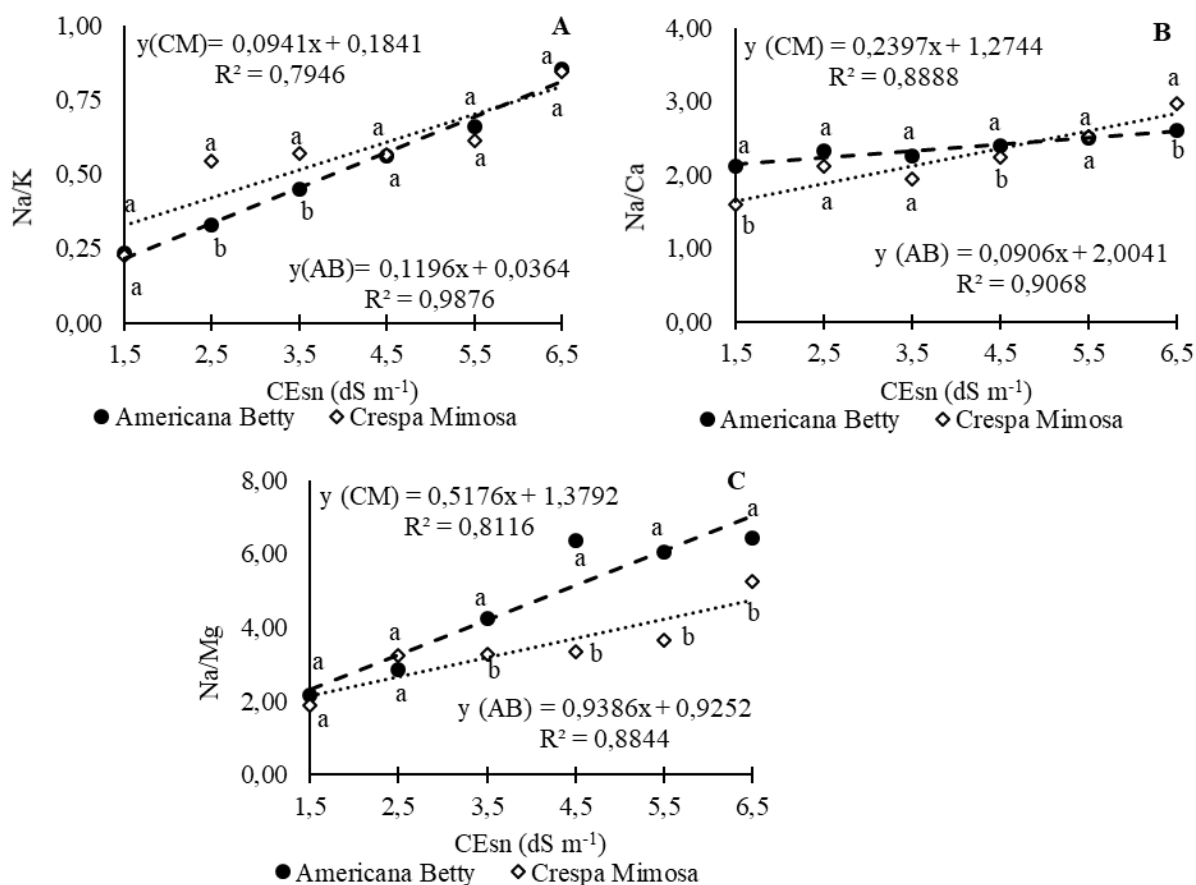 A
y(CM)= 0,0941x + 0,1841
R² = 0,7946
1,00
0,75
0,50
0,25
0,00
Na/K
a
a
a
a
a
a
a
b
b
a
a
a
y(AB)= 0,1196x + 0,0364
R² = 0,9876
1,5 2,5 3,5 4,5 5,5 6,5
CEsn (dS m⁻¹)
Americana Betty Crespa Mimosa
B
y (CM) = 0,2397x + 1,2744
R² = 0,8888
4,00
3,00
2,00
1,00
0,00
Na/Ca
a
a
a
a
a
a
b
a
a
b
a
b
y (AB) = 0,0906x + 2,0041
R² = 0,9068
1,5 2,5 3,5 4,5 5,5 6,5
CEsn (dS m⁻¹)
Americana Betty Crespa Mimosa
C
y (CM) = 0,5176x + 1,3792
R² = 0,8116
8,00
6,00
4,00
2,00
0,00
Na/Mg
a
a
a
a
a
a
a
a
b
b
b
b
y (AB) = 0,9386x + 0,9252
R² = 0,8844
1,5 2,5 3,5 4,5 5,5 6,5
CEsn (dS m⁻¹)
Americana Betty Crespa Mimosa